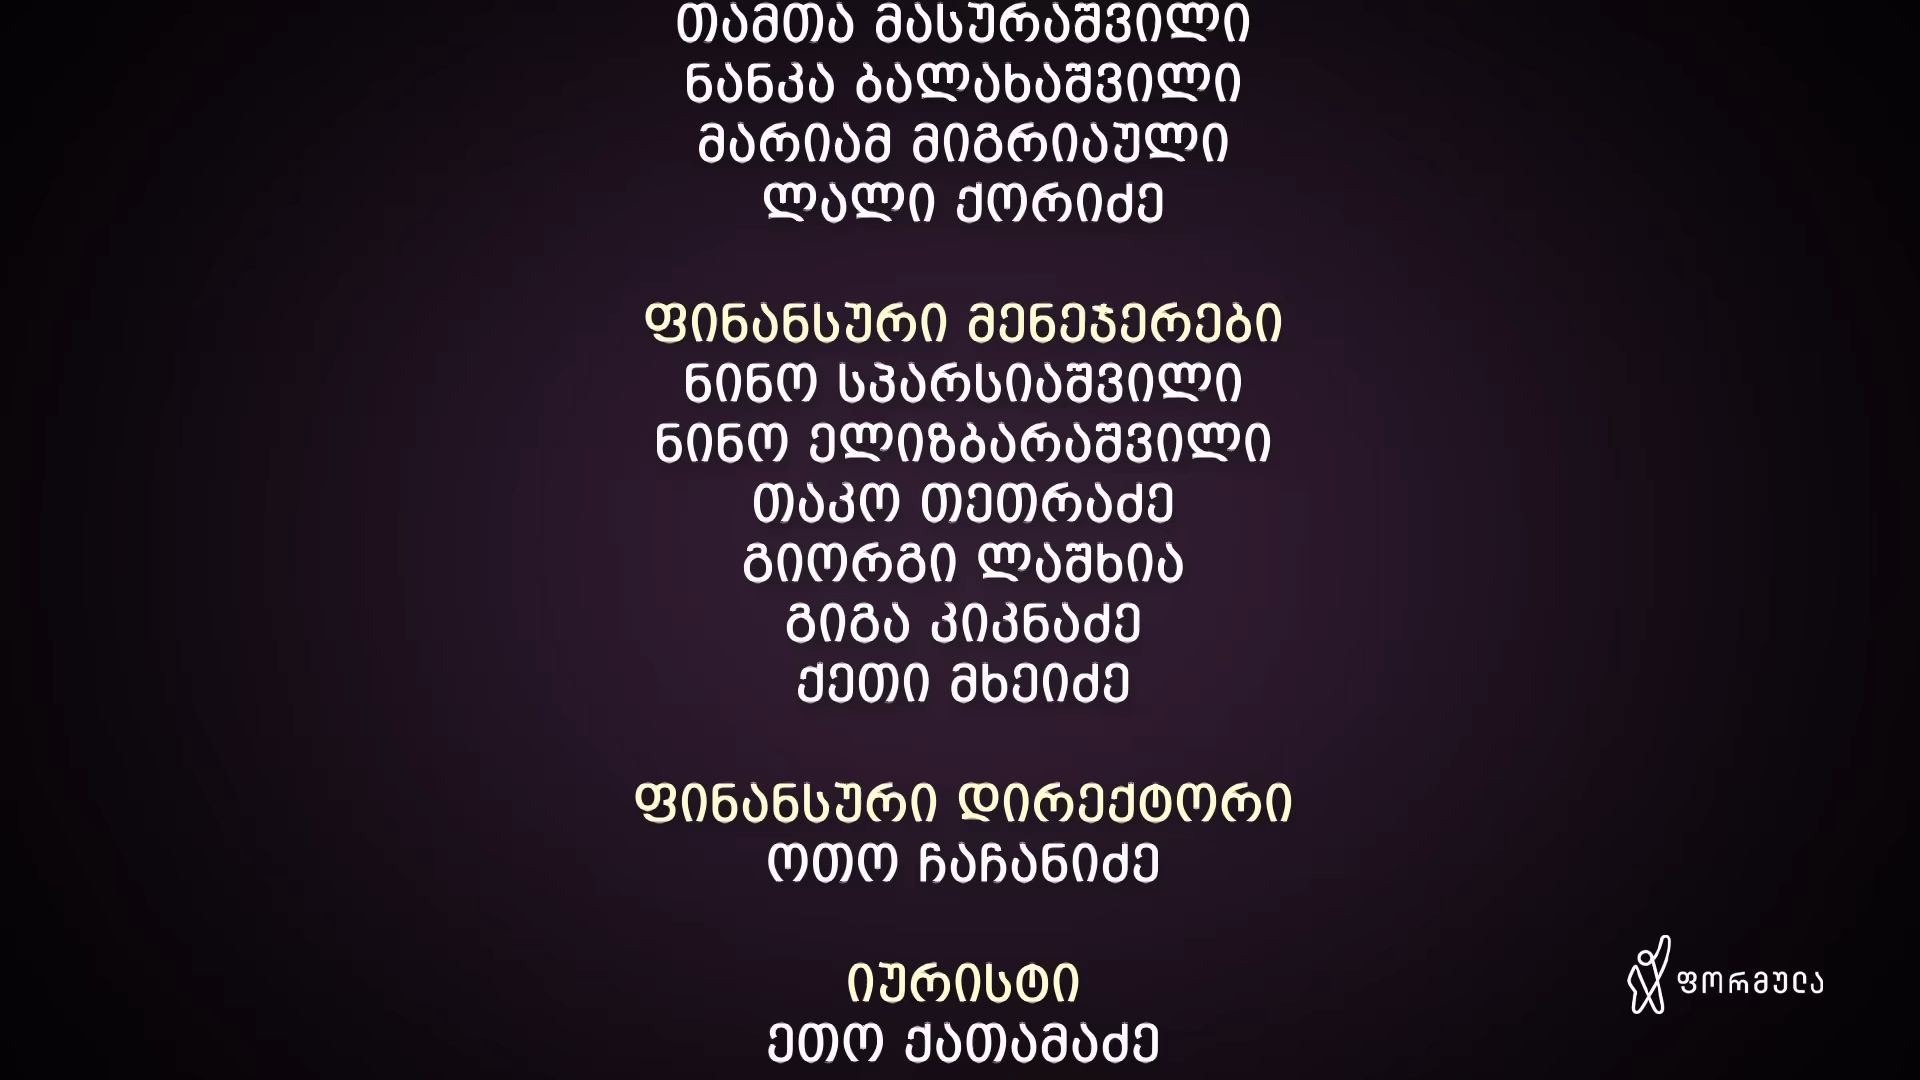 თამთა მასურაშვილი
ნანკა ბალახაშვილი
მარიამ მიგრიაული
ლალი ქორიძე
ფინანსური მენეჯერები
ნინო სპარსიაშვილი
ნინო ელიზბარაშვილი
თაკო თეთრაძე
გიორგი ლაშხია
გიგა კიკნაძე
ქეთი მხეიძე
ფინანსური დირექტორი
ოთო ჩაჩანიძე
იურისტი
ეთო ქათამაძე
ფორმულა